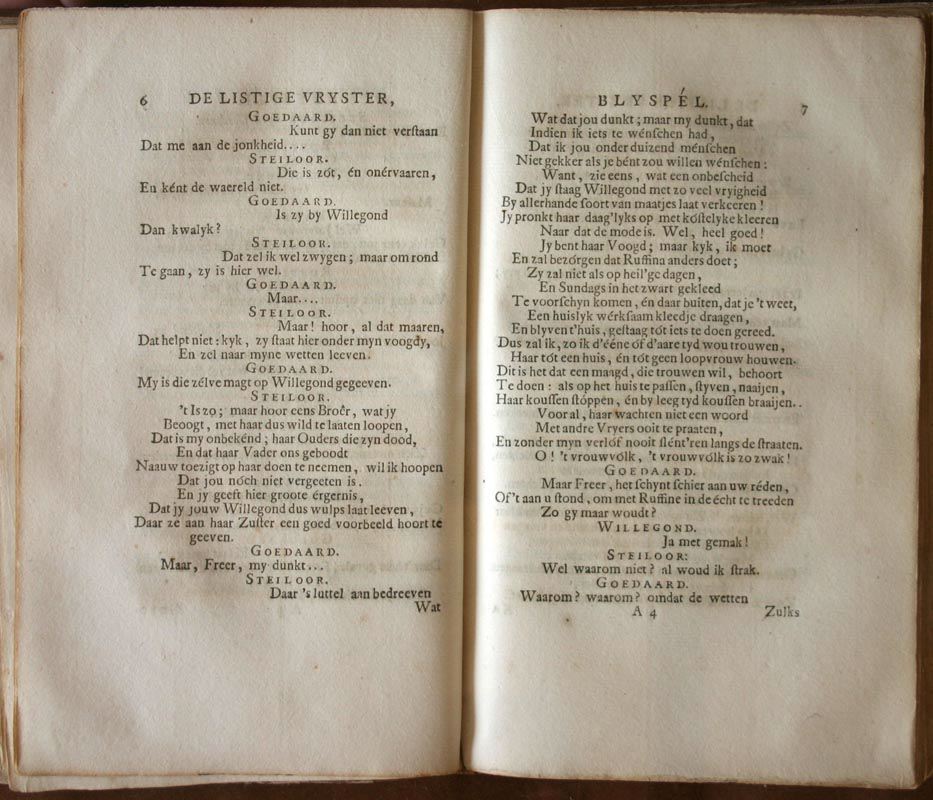 6 DE LISTIGE VRYSTER,
GOEDAARD.
Kunt gy dan niet verſtaan
Dat me aan de jonkheid....
STEILOOR.
Die is zót, én onérvaaren,
En ként de waereld niet.
GOEDAARD.
Is zy by Willegond
Dan kwalyk?
STEILOOR.
Dat zel ik wel zwygen; maar om rond
Te gaan, zy is hier wel.
GOEDAARD.
Maar....
STEILOOR.
Maar! hoor, al dat maaren,
Dat helpt niet: kyk, zy ſtaat hier onder myn voogdy,
En zel naar myne wetten leeven.
GOEDAARD.
My is die zélve magt op Willegond gegeeven.
STEILOOR.
't Is zo; maar hoor eens Broêr, wat jy
Beoogt, met haar dus wild te laaten loopen,
Dat is my onbekénd; haar Ouders die zyn dood,
En dat haar Vader ons geboodt
Naauw toezigt op haar doen te neemen, wil ik hoopen
Dat jou nóch niet vergeeten is.
En jy geeft hier groote érgernis,
Dat jy jouw Willegond dus wulps laat leeven,
Daar ze aan haar Zuſter een goed voorbeeld hoort te
geeven.
GOEDAARD.
Maar, Freer, my dunkt...
STEILOOR.
Daar 's luttel aan bedreeven
Wat
BLYSPÉL. 7
Wat dat jou dunkt; maar my dunkt, dat
Indien ik iets te wénſchen had,
Dat ik jou onder duizend ménſchen
Niet gekker als je bént zou willen wénſchen:
Want, zie eens, wat een onbeſcheid
Dat jy ſtaag Willegond met zo veel vryigheid
By allerhande ſoort van maatjes laat verkeeren!
Jy pronkt haar daag'lyks op met kóſtelyke kleeren
Naar dat de mode is. Wel, heel goed!
Jy bent haar Voogd; maar kyk, ik moet
En zal bezórgen dat Ruffina anders doet;
Zy zal niet als op heil'ge dagen,
En Sundags in het zwart gekleed
Te voorſchyn komen, én daar buiten, dat je 't weet,
Een huislyk wérkſaam kleedje draagen,
En blyven t'huis, geſtaag tót iets te doen gereed.
Dus zal ik, zo ik d'ééne óf d'aare tyd wou trouwen,
Haar tót een huis, én tót geen loopvrouw houwen.
Dit is het dat een maagd, die trouwen wil, behoort
Te doen: als op het huis te paſſen, ſtyven, naaijen,
Haar kouſſen ſtóppen, én by leeg tyd kouſſen braaijen..
Voor al, haar wachten niet een woord
Met andre Vryers ooit te praaten,
En zonder myn verlóf nooit ſlént'ren langs de ſtraaten.
O! 't vrouwvólk, 't vrouwvólk is zo zwak!
GOEDAARD.
Maar Freer, het ſchynt ſchier aan uw réden,
Of't aan u ſtond, om met Ruffine in de écht te treeden
Zo gy maar woudt?
WILLEGOND.
Ja met gemak!
STEILOOR:
Wel waarom niet? al woud ik ſtrak.
GOEDAARD.
Waarom? waarom? omdat de wetten
A 4 Zulks